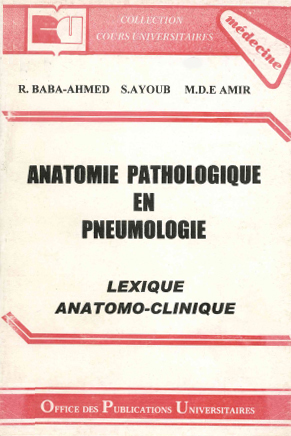 COLLECTION
COURS UNIVERSITAIRES
médecine
R. BABA-AHMED S.AYOUB M.D.E AMIR
ANATOMIE PATHOLOGIQUE
EN
PNEUMOLOGIE
LEXIQUE
ANATOMO-CLINIQUE
OFFICE DES PUBLICATIONS UNIVERSITAIRES